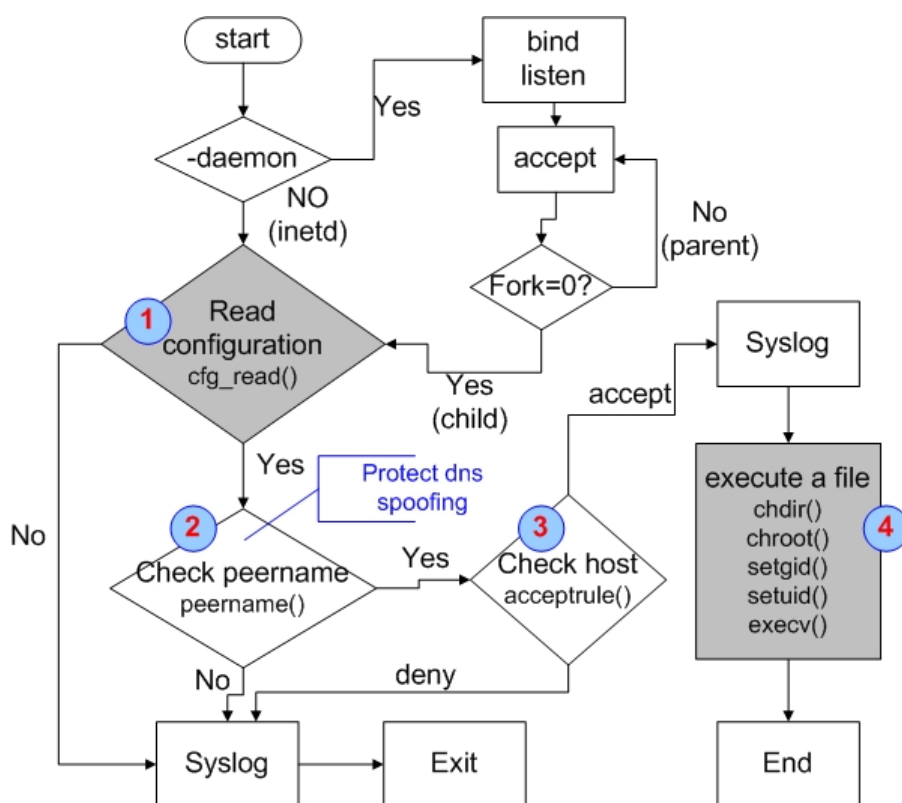 start
bind
listen
Yes
-daemon
accept
NO
(inetd)
No
(parent)
Fork=0?
1
Read
configuration
cfg_read()
Yes
(child)
accept
Syslog
Yes
Protect dns
spoofing
execute a file
chdir()
chroot()
setgid()
setuid()
execv()
4
No
2
Check peername
peername()
Yes
3
Check host
acceptrule()
No
deny
Syslog
Exit
End